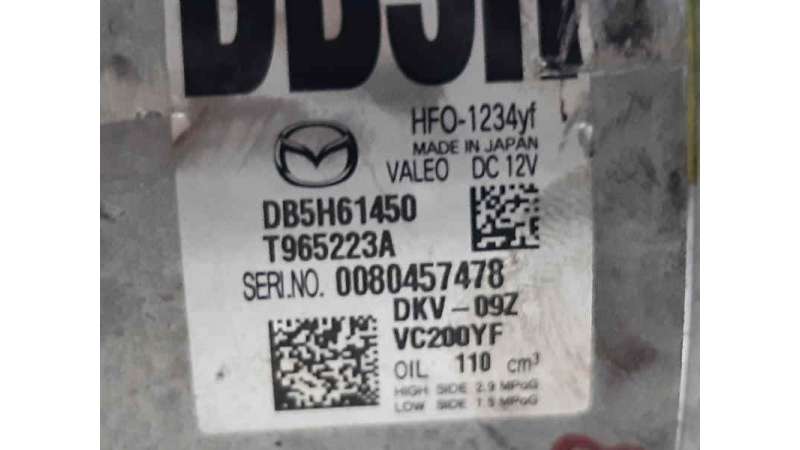 DB5H
HFO-1234yf
MADE IN JAPAN
VALEO DC 12V
DB5H61450
T965223A
SERI.NO. 0080457478
DKV-09Z
VC200YF
OIL 110 cm³
HIGH SIDE 2.9 MPaG
LOW SIDE 1.5 MPaG